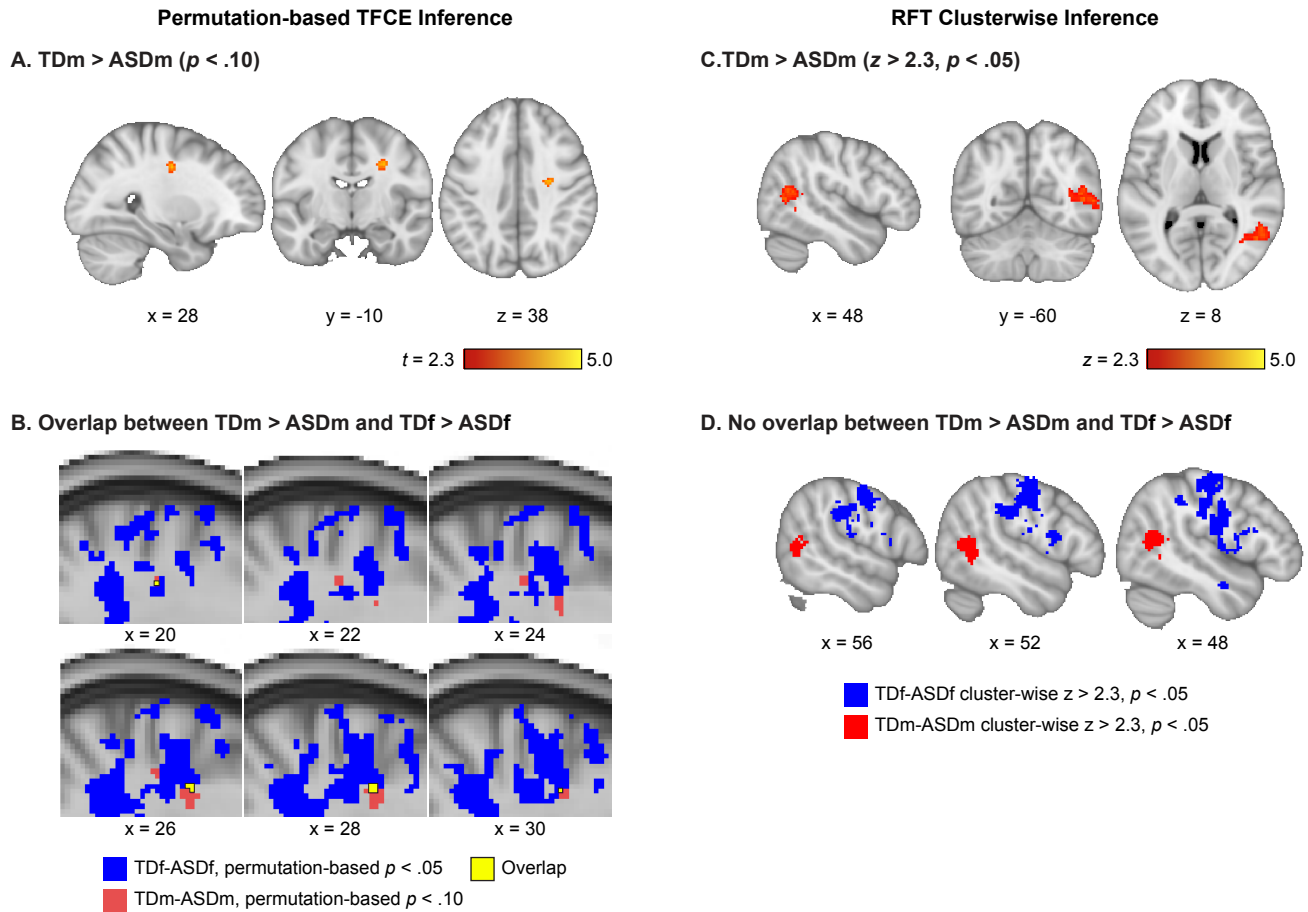 Permutation-based TFCE Inference
A. TDm > ASDm (p < .10)
x = 28
y = -10
z = 38
t = 2.3
5.0
B. Overlap between TDm > ASDm and TDf > ASDf
x = 20
x = 22
x = 24
x = 26
x = 28
x = 30
TDf-ASDf, permutation-based p < .05
Overlap
TDm-ASDm, permutation-based p < .10
RFT Clusterwise Inference
C.TDm > ASDm (z > 2.3, p < .05)
x = 48
y = -60
z = 8
z = 2.3
5.0
D. No overlap between TDm > ASDm and TDf > ASDf
x = 56
x = 52
x = 48
TDf-ASDf cluster-wise z > 2.3, p < .05
TDm-ASDm cluster-wise z > 2.3, p < .05